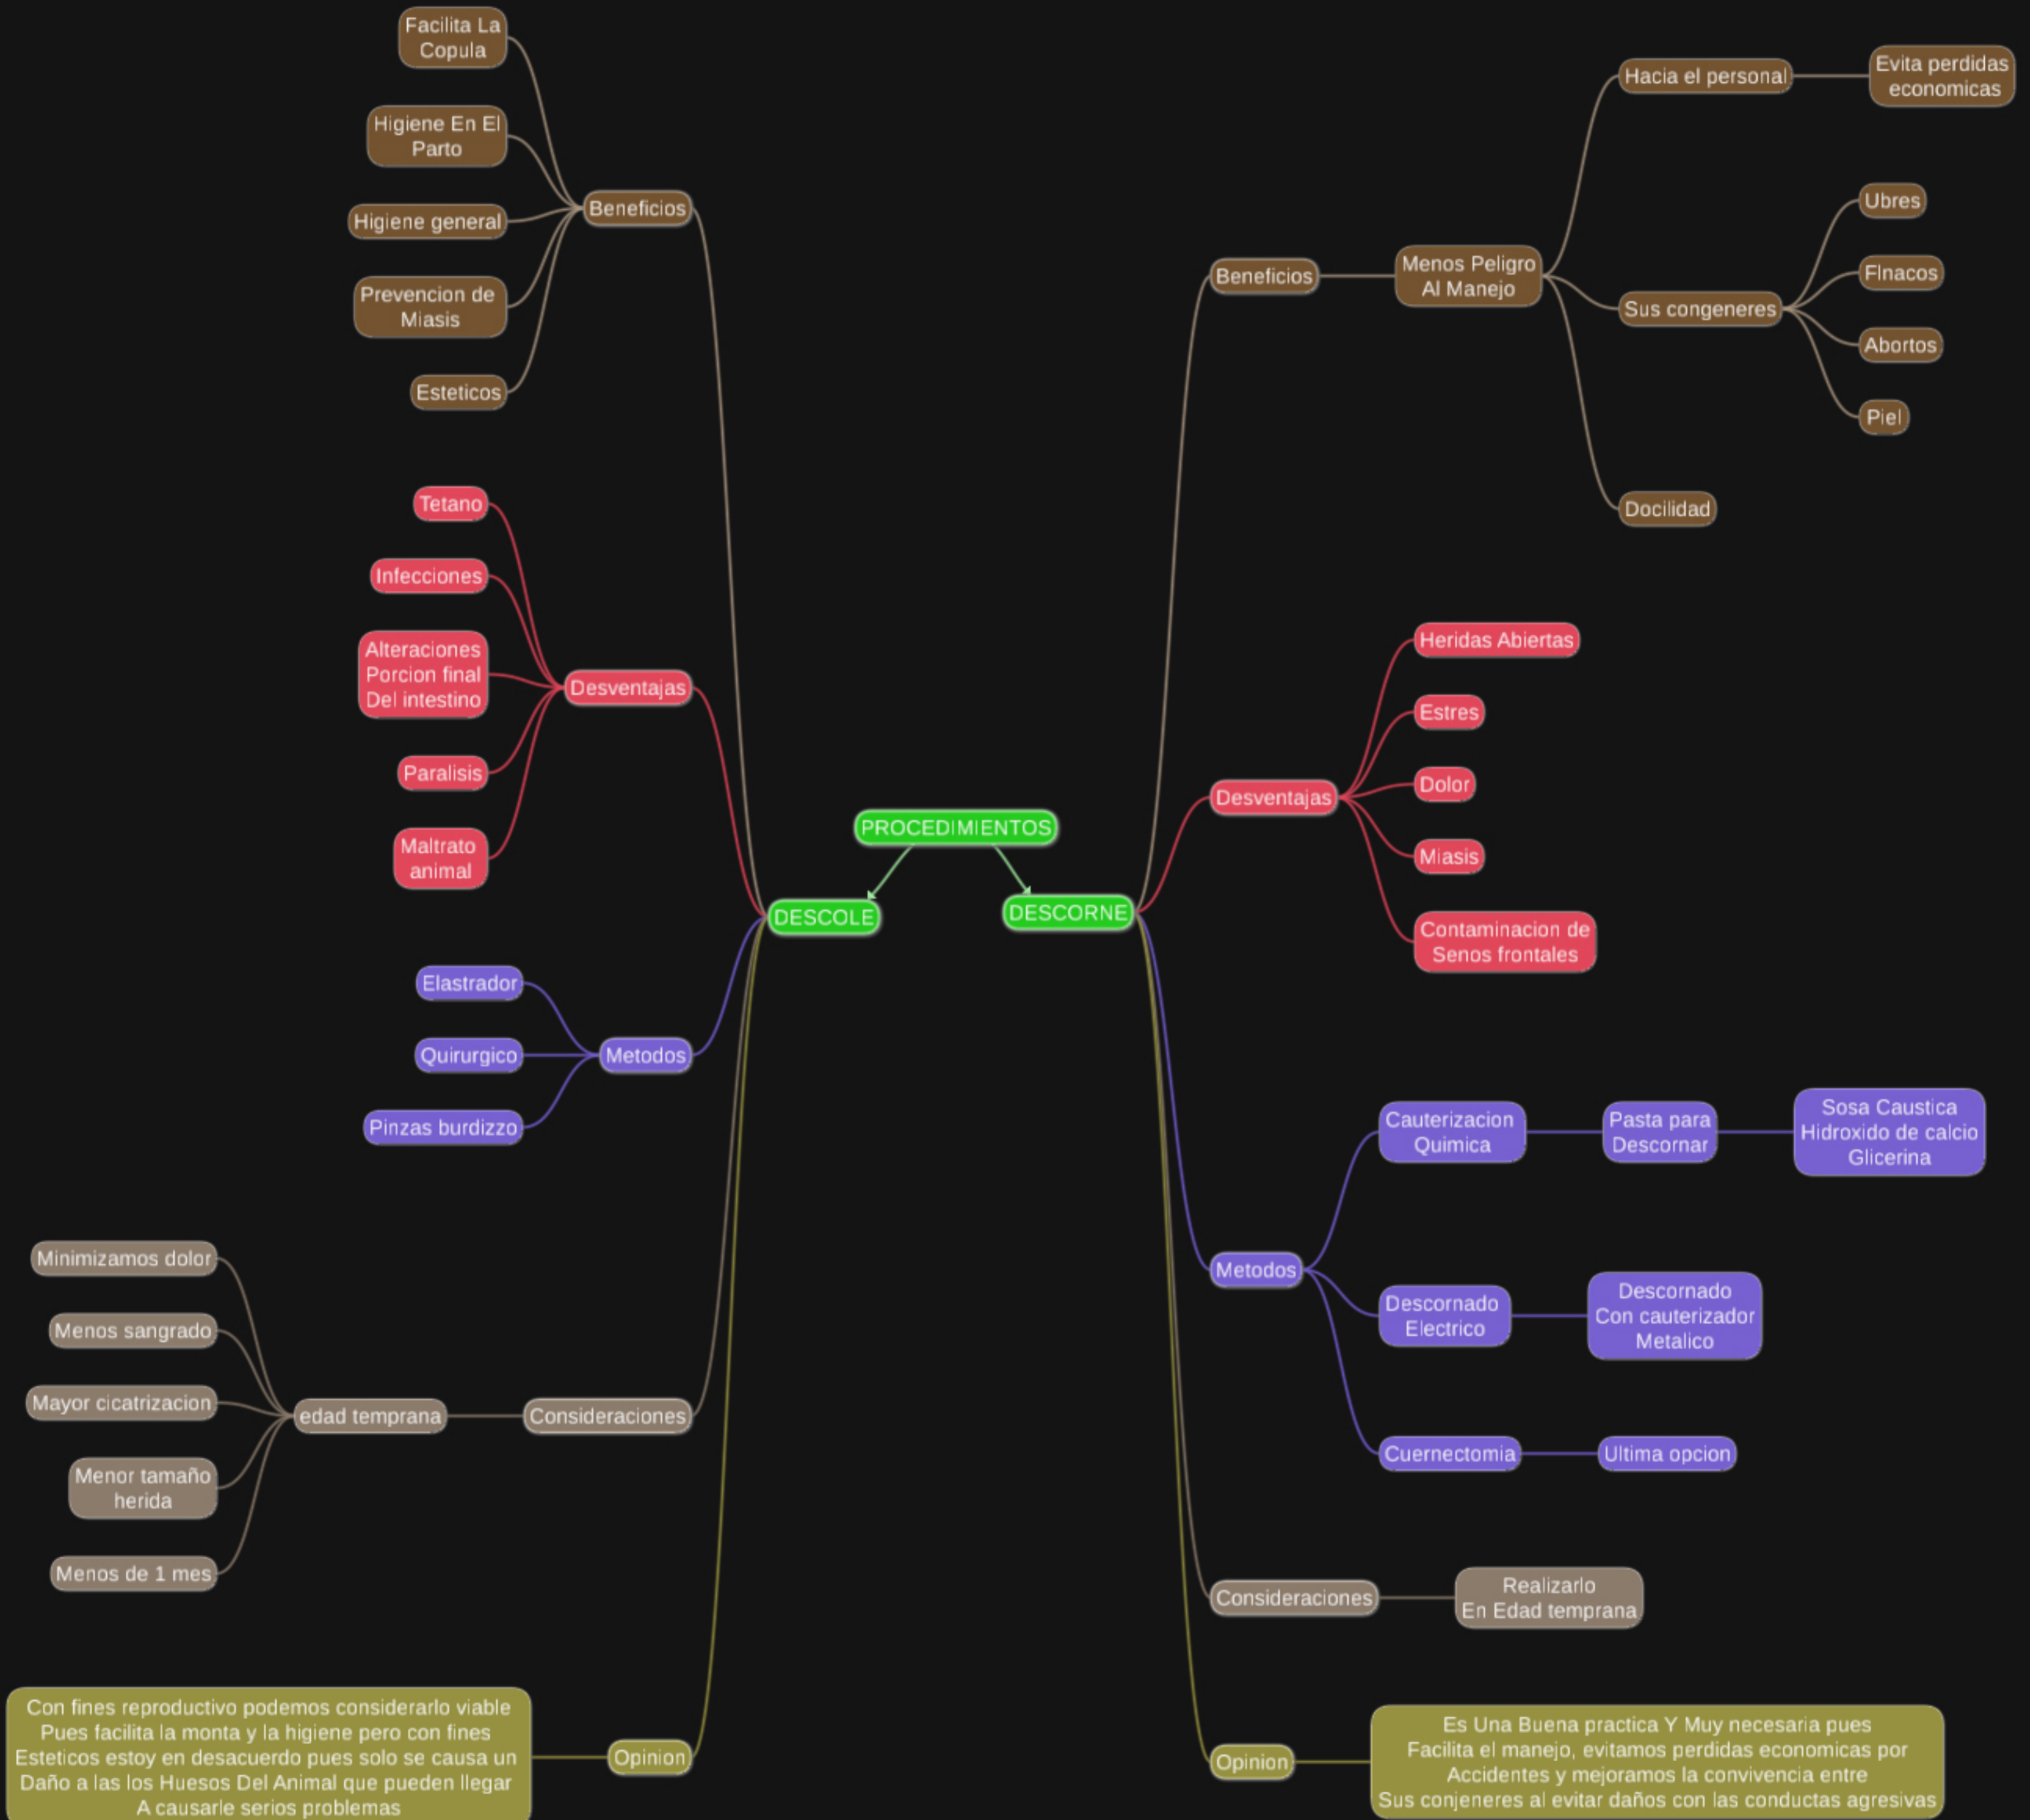 PROCEDIMIENTOS
DESCOLE
Beneficios
Facilita La
Copula
Higiene En El
Parto
Higiene general
Prevencion de
Miasis
Esteticos
Desventajas
Tetano
Infecciones
Alteraciones
Porcion final
Del intestino
Paralisis
Maltrato
animal
Metodos
Elastrador
Quirurgico
Pinzas burdizzo
Consideraciones
edad temprana
Minimizamos dolor
Menos sangrado
Mayor cicatrizacion
Menor tamaño
herida
Menos de 1 mes
Opinion
Con fines reproductivo podemos considerarlo viable
Pues facilita la monta y la higiene pero con fines
Esteticos estoy en desacuerdo pues solo se causa un
Daño a las los Huesos Del Animal que pueden llegar
A causarle serios problemas
DESCORNE
Beneficios
Menos Peligro
Al Manejo
Hacia el personal
Evita perdidas
economicas
Sus congeneres
Ubres
Flnacos
Abortos
Piel
Docilidad
Desventajas
Heridas Abiertas
Estres
Dolor
Miasis
Contaminacion de
Senos frontales
Metodos
Cauterizacion
Quimica
Pasta para
Descornar
Sosa Caustica
Hidroxido de calcio
Glicerina
Descornado
Electrico
Descornado
Con cauterizador
Metalico
Cuernectomia
Ultima opcion
Consideraciones
Realizarlo
En Edad temprana
Opinion
Es Una Buena practica Y Muy necesaria pues
Facilita el manejo, evitamos perdidas economicas por
Accidentes y mejoramos la convivencia entre
Sus conjeneres al evitar daños con las conductas agresivas